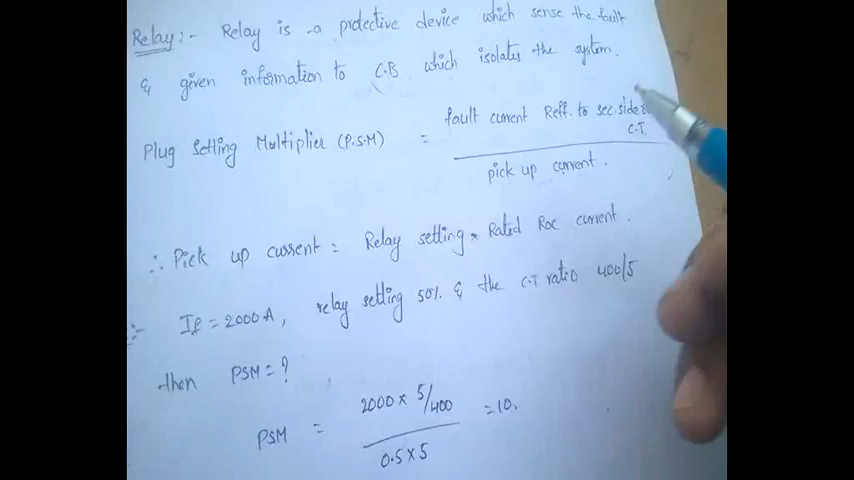 Relay:- Relay is a protective device which sense the fault
& given information to C.B which isolates the system.
Plug Setting Multiplier (P.S.M) = fault current Reff. to sec. side
C.T.
pick up current.
∴ Pick up current = Relay setting * Rated Roc current.
If = 2000A, relay setting 50% & the C.T ratio 400/5
then PSM = ?
PSM = 2000 * 5/400 = 10.
0.5 x 5